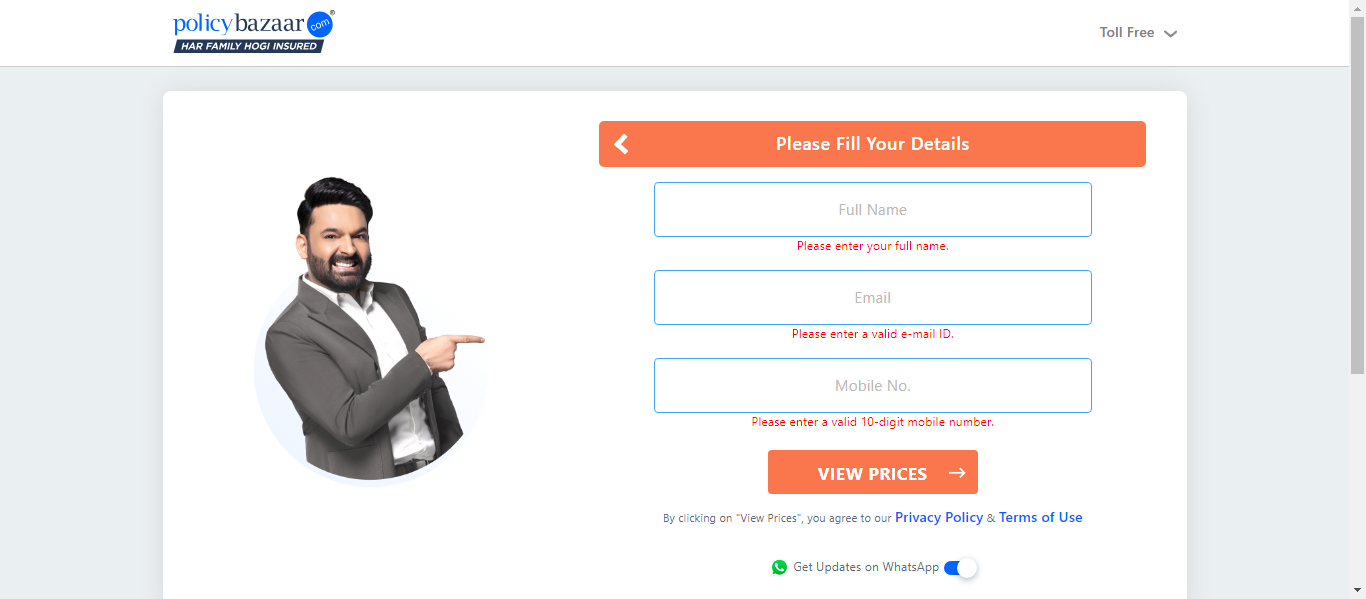 policybazaar.com®
HAR FAMILY HOGI INSURED
Toll Free
Please Fill Your Details
Full Name
Please enter your full name.
Email
Please enter a valid e-mail ID.
Mobile No.
Please enter a valid 10-digit mobile number.
VIEW PRICES →
By clicking on "View Prices", you agree to our Privacy Policy & Terms of Use
Get Updates on WhatsApp